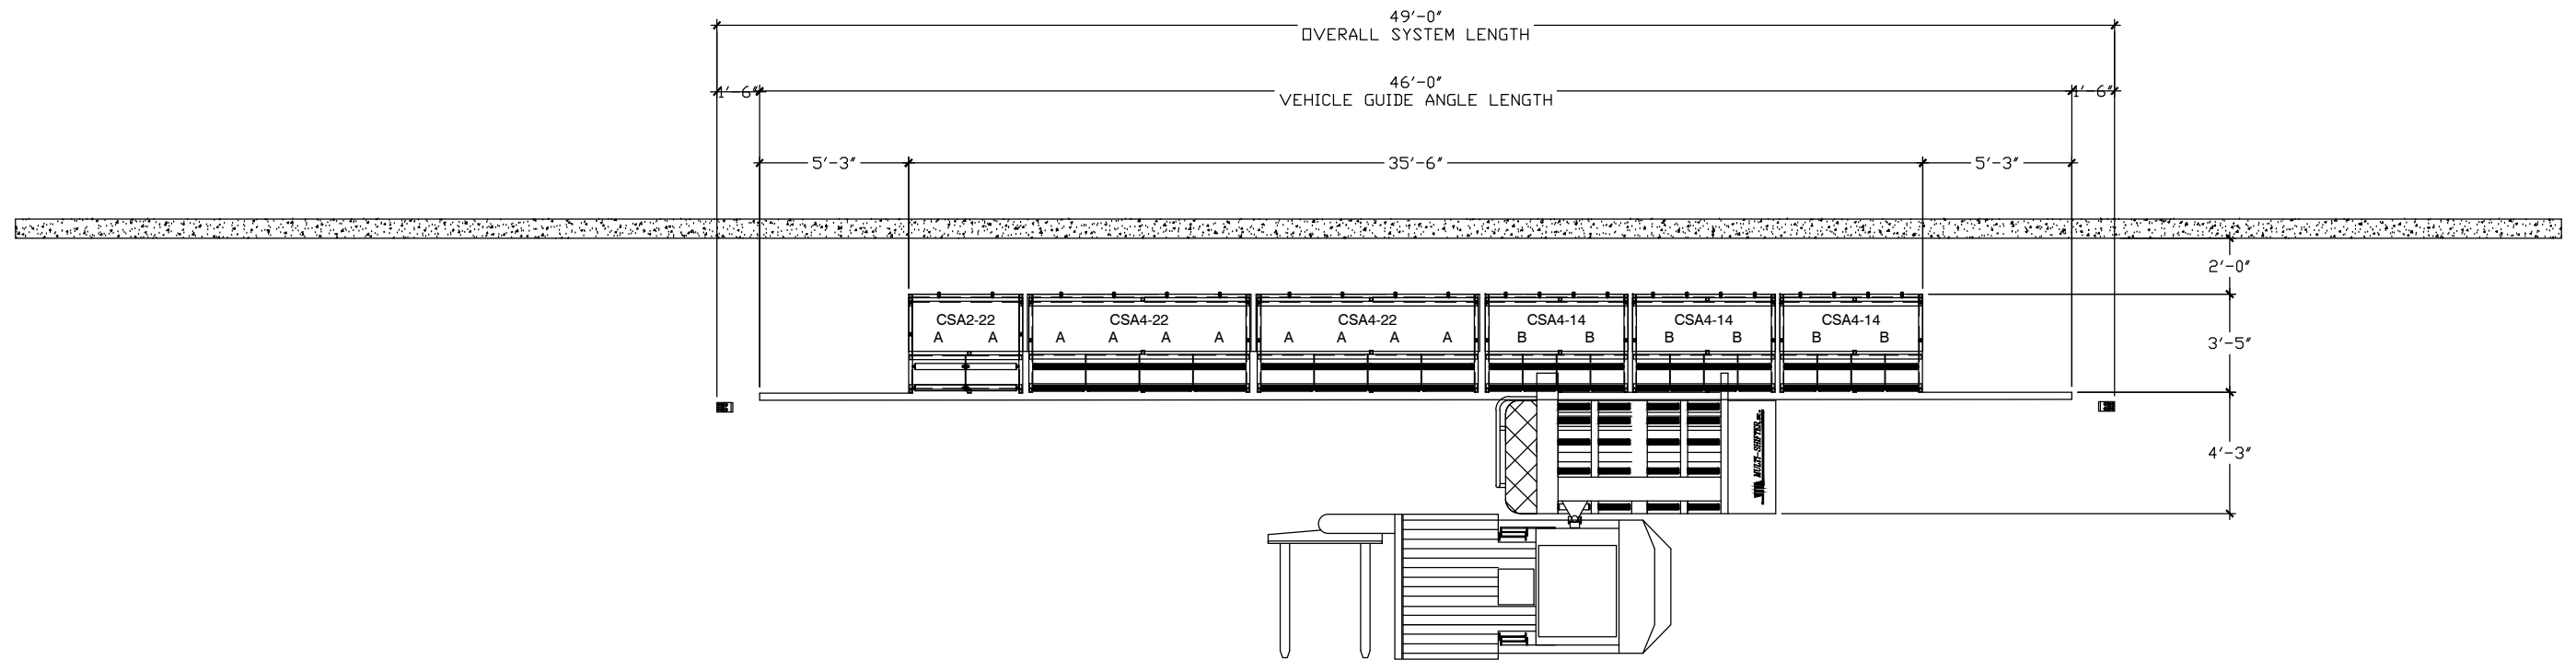 49'-0"
OVERALL SYSTEM LENGTH
1'-6"
46'-0"
1'-6"
VEHICLE GUIDE ANGLE LENGTH
5'-3"
35'-6"
5'-3"
2'-0"
CSA2-22
CSA4-22
CSA4-22
CSA4-14
CSA4-14
CSA4-14
A A
A A A A
A A A A
B B
B B
B B
3'-5"
4'-3"
MULTI-SHIFTER